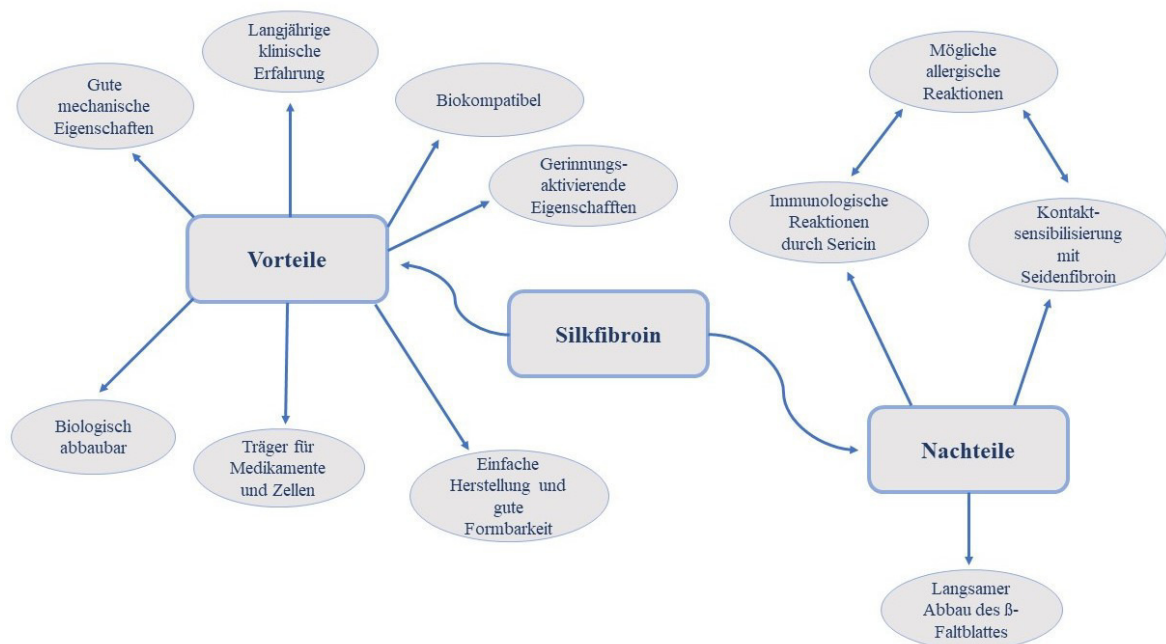 Langjährige
klinische
Erfahrung
Gute
mechanische
Eigenschaften
Biokompatibel
Gerinnungs-
aktivierende
Eigenschafften
Vorteile
Biologisch
abbaubar
Träger für
Medikamente
und Zellen
Einfache
Herstellung und
gute
Formbarkeit
Silkfibroin
Mögliche
allergische
Reaktionen
Immunologische
Reaktionen
durch Sericin
Kontakt-
sensibilisierung
mit
Seidenfibroin
Nachteile
Langsamer
Abbau des ß-
Faltblattes